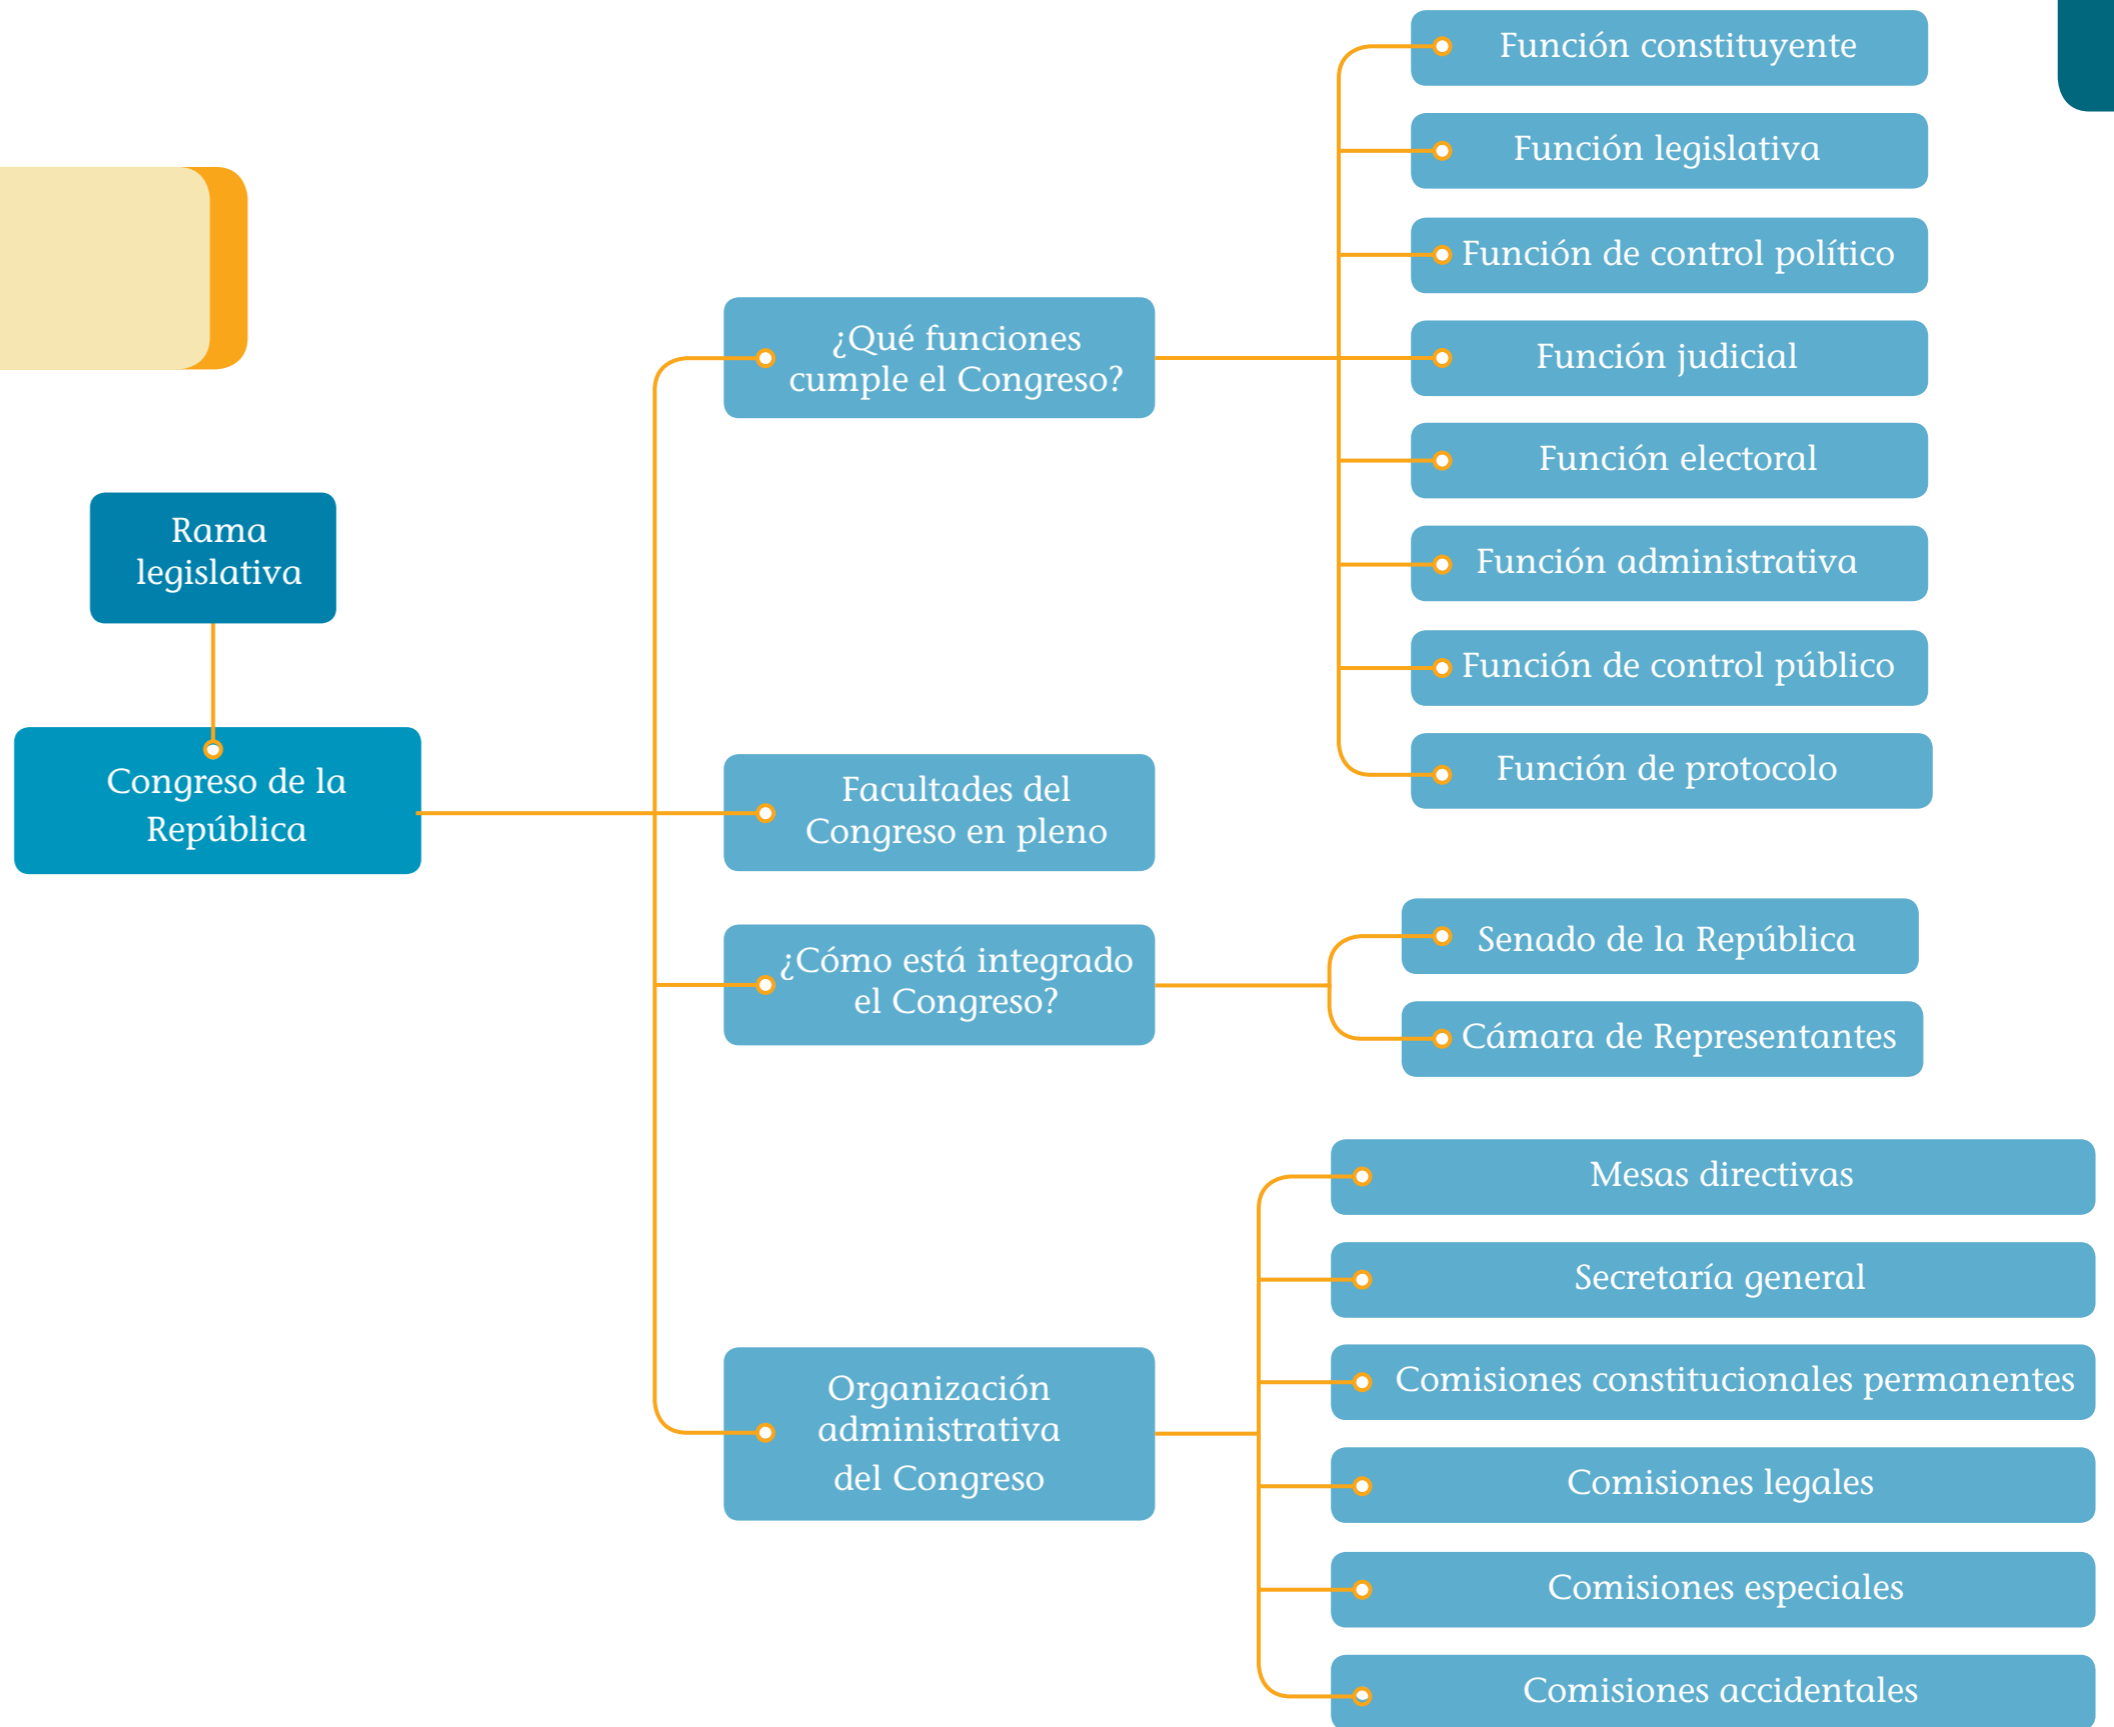 Rama
legislativa
Congreso de la
República
¿Qué funciones
cumple el Congreso?
Función constituyente
Función legislativa
Función de control político
Función judicial
Función electoral
Función administrativa
Función de control público
Función de protocolo
Facultades del
Congreso en pleno
¿Cómo está integrado
el Congreso?
Senado de la República
Cámara de Representantes
Organización
administrativa
del Congreso
Mesas directivas
Secretaría general
Comisiones constitucionales permanentes
Comisiones legales
Comisiones especiales
Comisiones accidentales